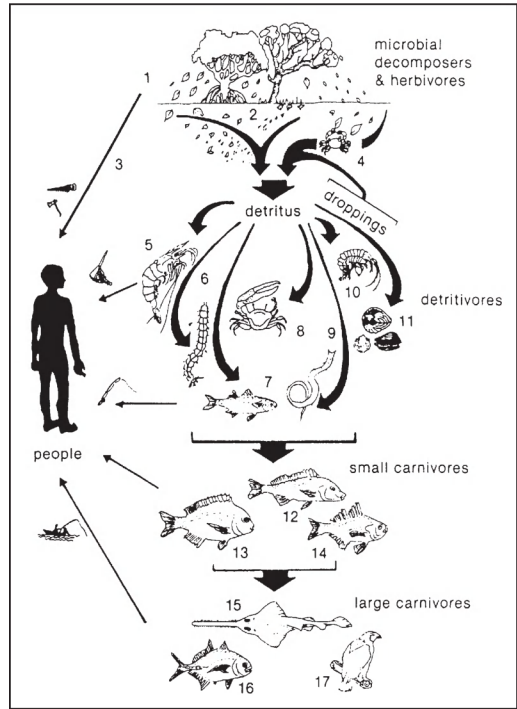 microbial
decomposers
& herbivores
1
2
3
4
droppings
detritus
5
6
10
detritivores
11
8
9
7
people
small carnivores
12
13
14
15
large carnivores
16
17